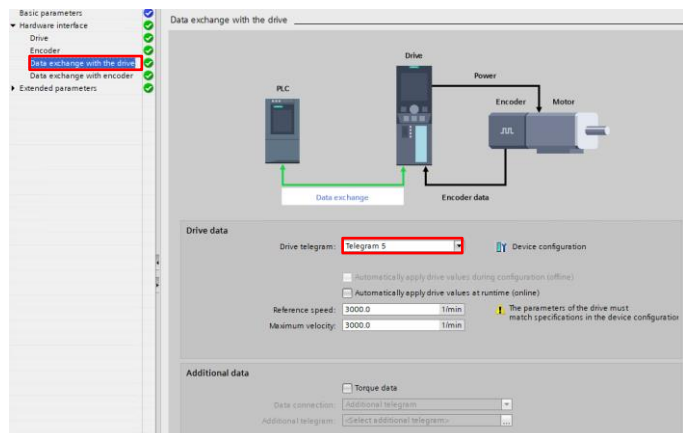 Basic parameters
Hardware interface
Drive
Encoder
Data exchange with the drive
Data exchange with encoder
Extended parameters
Data exchange with the drive
Drive
Power
PLC
Encoder
Motor
Data exchange
Encoder data
Drive data
Drive telegram: Telegram 5
Device configuration
Automatically apply drive values during configuration (offline)
Automatically apply drive values at runtime (online)
Reference speed: 3000.0 1/min
The parameters of the drive must
match specifications in the device configuration
Maximum velocity: 3000.0 1/min
Additional data
Torque data
Data connection: Additional telegram
Additional telegram: <Select additional telegram> ...